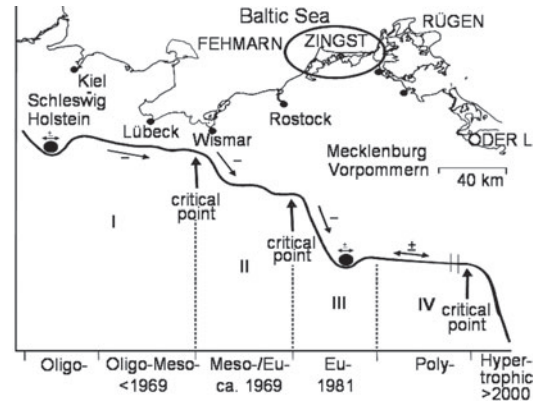 Baltic Sea
RÜGEN
FEHMARN
ZINGST
Kiel
Schleswig
Holstein
Lübeck
Wismar
Rostock
ODER L
Mecklenburg
Vorpommern
40 km
±
−
−
−
±
±
critical
point
critical
point
critical
point
I
II
III
IV
Oligo-
Oligo-Meso-
<1969
Meso-/Eu-
ca. 1969
Eu-
1981
Poly-
Hyper-
trophic
>2000